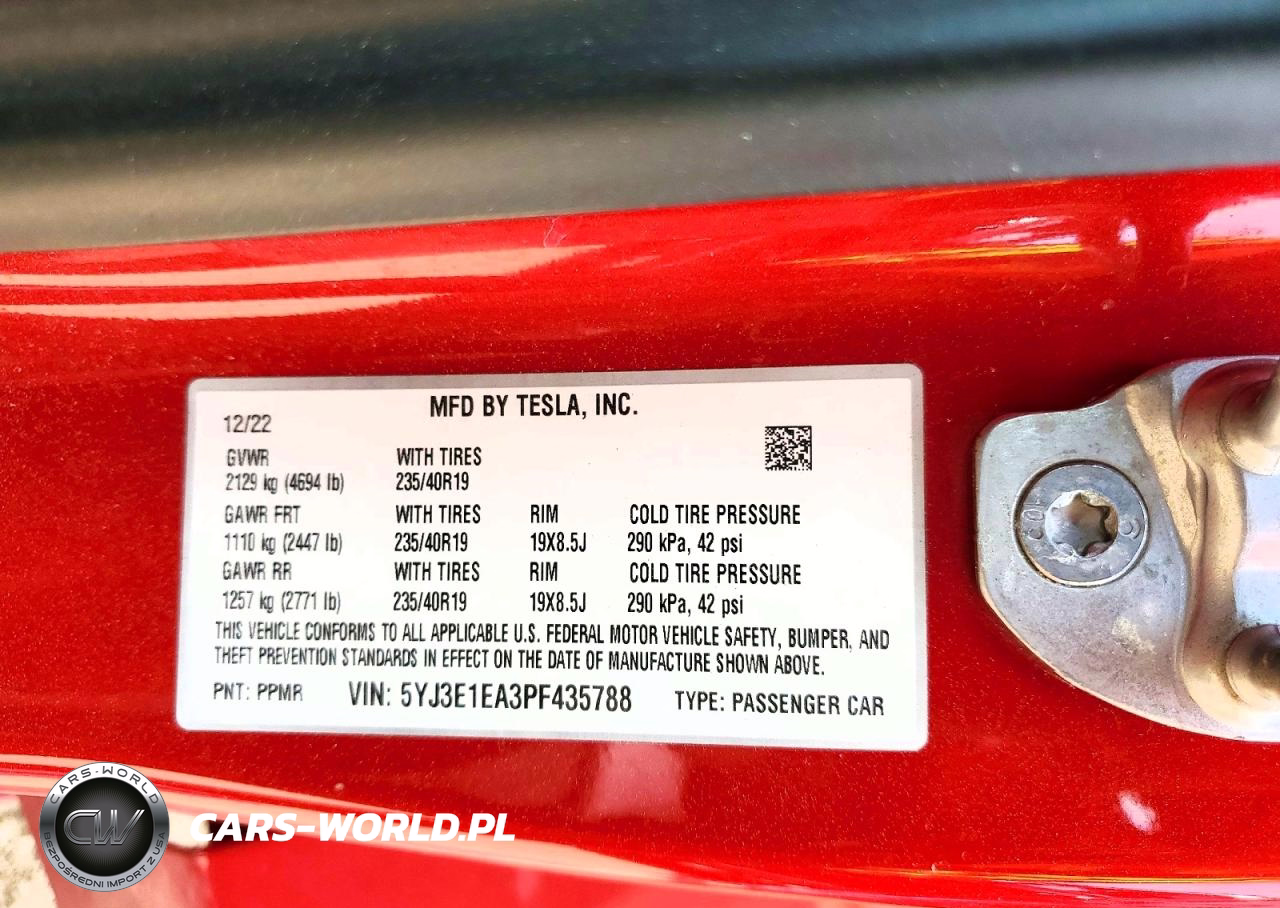 MFD BY TESLA, INC.
12/22
GVWR WITH TIRES
2129 kg (4694 lb) 235/40R19
GAWR FRT WITH TIRES RIM COLD TIRE PRESSURE
1110 kg (2447 lb) 235/40R19 19X8.5J 290 kPa, 42 psi
GAWR RR WITH TIRES RIM COLD TIRE PRESSURE
1257 kg (2771 lb) 235/40R19 19X8.5J 290 kPa, 42 psi
THIS VEHICLE CONFORMS TO ALL APPLICABLE U.S. FEDERAL MOTOR VEHICLE SAFETY, BUMPER, AND
THEFT PREVENTION STANDARDS IN EFFECT ON THE DATE OF MANUFACTURE SHOWN ABOVE.
PNT: PPMR VIN: 5YJ3E1EA3PF435788 TYPE: PASSENGER CAR
CARS-WORLD
CW
BEZPOŚREDNI IMPORT Z USA
CARS-WORLD.PL